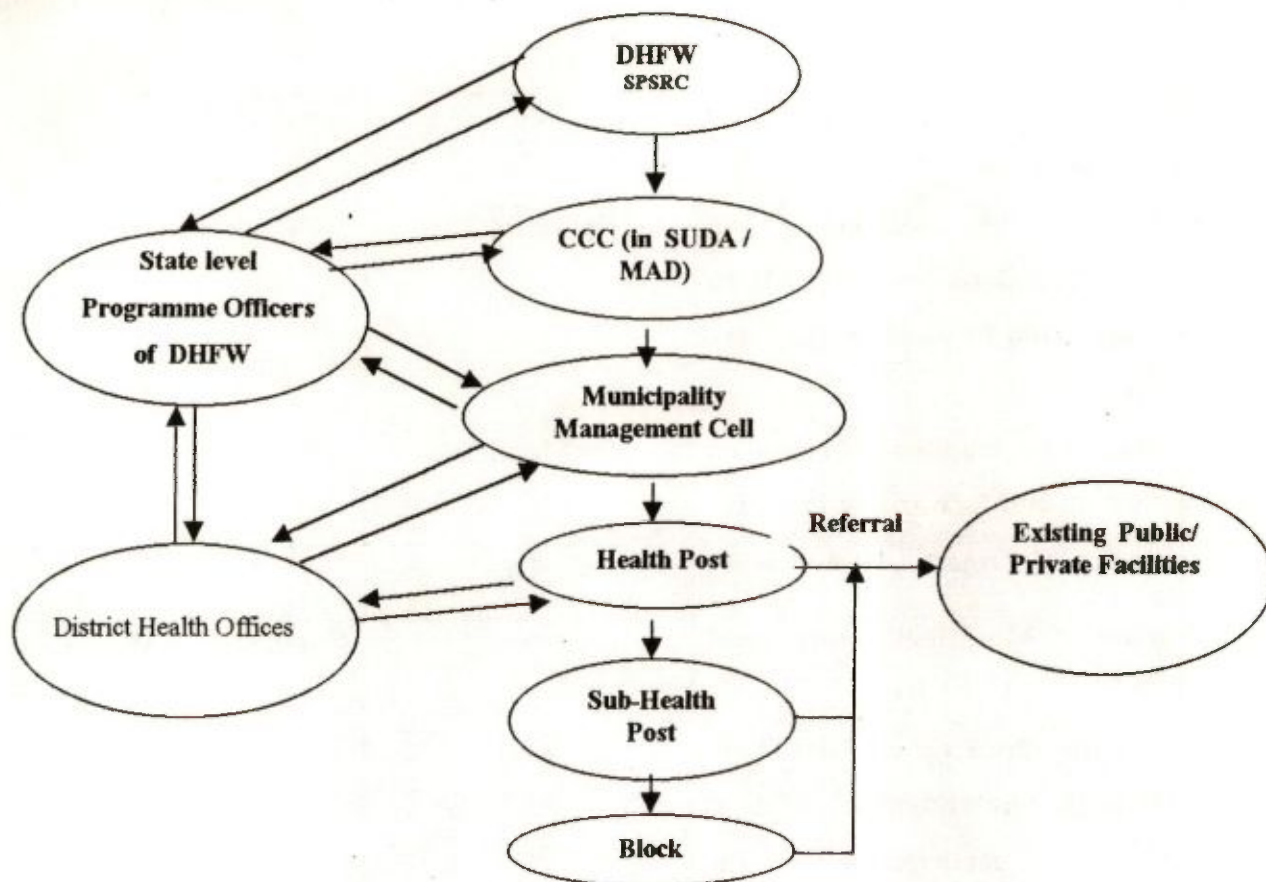 DHFW
SPSRC
CCC (in SUDA /
MAD)
State level
Programme Officers
of DHFW
Municipality
Management Cell
Referral
Health Post
Existing Public/
Private Facilities
District Health Offices
Sub-Health
Post
Block